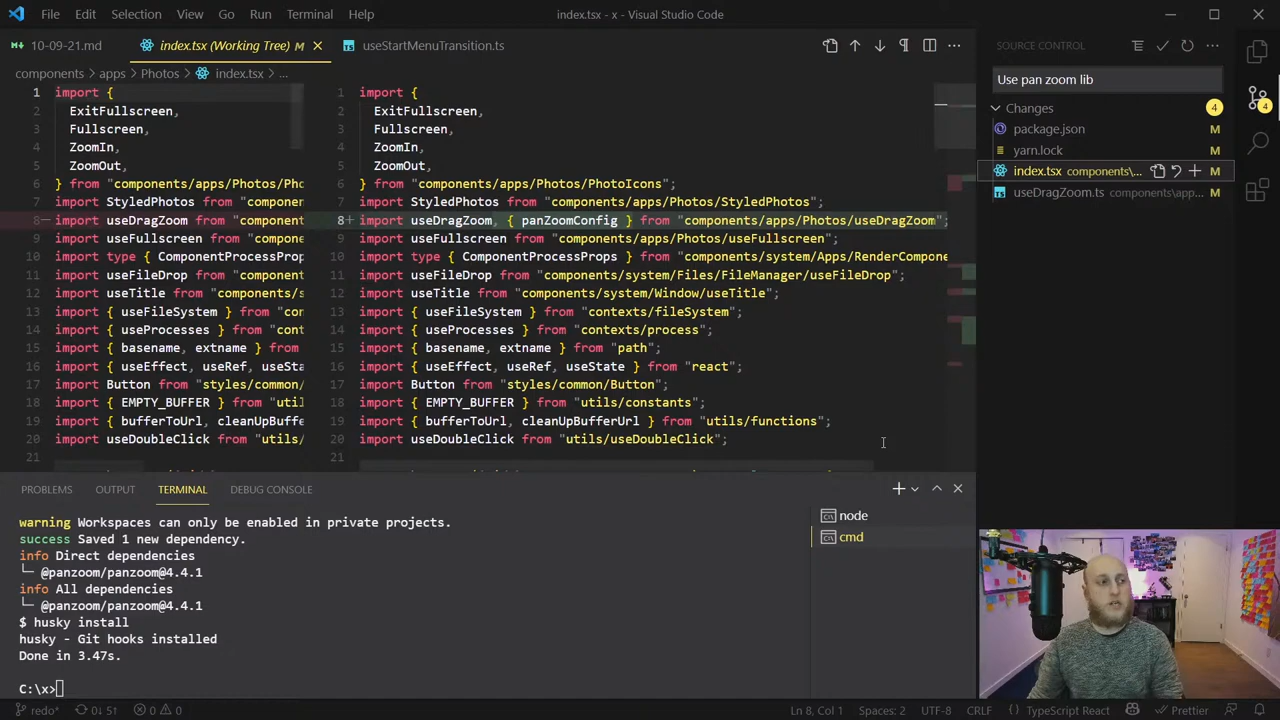 File Edit Selection View Go Run Terminal Help
index.tsx - x - Visual Studio Code
10-09-21.md
index.tsx (Working Tree) M
useStartMenuTransition.ts
components > apps > Photos > index.tsx > ...
1 import {
2 ExitFullscreen,
3 Fullscreen,
4 ZoomIn,
5 ZoomOut,
6 } from "components/apps/Photos/Pho
7 import StyledPhotos from "component
8— import useDragZoom from "component
9 import useFullscreen from "componen
10 import type { ComponentProcessProps
11 import useFileDrop from "components
12 import useTitle from "components/s
13 import { useFileSystem } from "con
14 import { useProcesses } from "cont
15 import { basename, extname } from
16 import { useEffect, useRef, useSta
17 import Button from "styles/common/
18 import { EMPTY_BUFFER } from "util
19 import { bufferToUrl, cleanUpBuffe
20 import useDoubleClick from "utils/
21
1 import {
2 ExitFullscreen,
3 Fullscreen,
4 ZoomIn,
5 ZoomOut,
6 } from "components/apps/Photos/PhotoIcons";
7 import StyledPhotos from "components/apps/Photos/StyledPhotos";
8+ import useDragZoom, { panZoomConfig } from "components/apps/Photos/useDragZoom";
9 import useFullscreen from "components/apps/Photos/useFullscreen";
10 import type { ComponentProcessProps } from "components/system/Apps/RenderCompone
11 import useFileDrop from "components/system/Files/FileManager/useFileDrop";
12 import useTitle from "components/system/Window/useTitle";
13 import { useFileSystem } from "contexts/fileSystem";
14 import { useProcesses } from "contexts/process";
15 import { basename, extname } from "path";
16 import { useEffect, useRef, useState } from "react";
17 import Button from "styles/common/Button";
18 import { EMPTY_BUFFER } from "utils/constants";
19 import { bufferToUrl, cleanUpBufferUrl } from "utils/functions";
20 import useDoubleClick from "utils/useDoubleClick";
21
SOURCE CONTROL
Use pan zoom lib
Changes 4
package.json M
yarn.lock M
index.tsx components\... M
useDragZoom.ts components\app... M
4
PROBLEMS OUTPUT TERMINAL DEBUG CONSOLE
warning Workspaces can only be enabled in private projects.
success Saved 1 new dependency.
info Direct dependencies
└─ @panzoom/panzoom@4.4.1
info All dependencies
└─ @panzoom/panzoom@4.4.1
$ husky install
husky - Git hooks installed
Done in 3.47s.
C:\x>
node
cmd
redo* 0↓ 5↑ 0 0
Ln 8, Col 1 Spaces: 2 UTF-8 CRLF { } TypeScript React Prettier